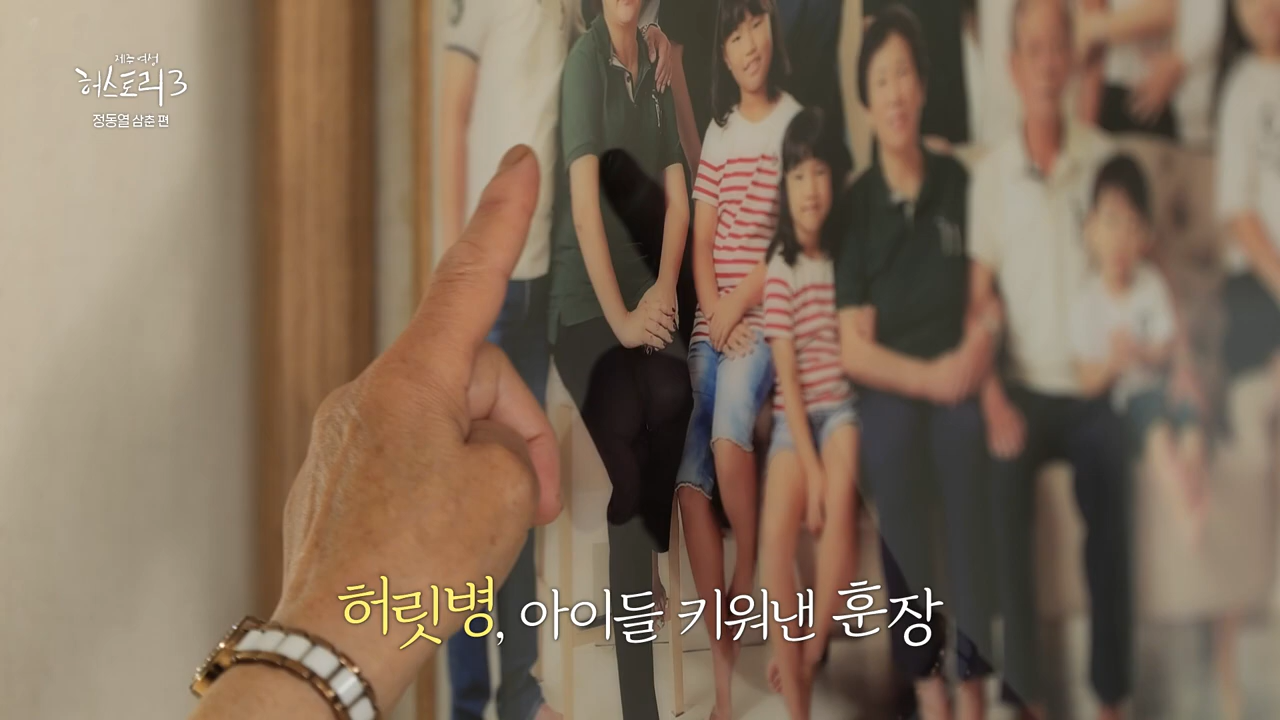 제주 여성
허스토리 3
정동열 삼춘 편
허릿병, 아이들 키워낸 훈장